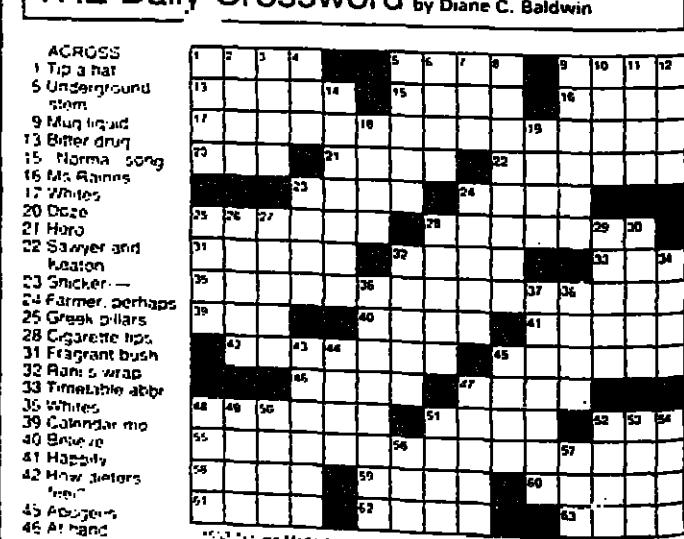 THE Daily Crossword by Diane C. Baldwin
ACROSS
1 Tip a hat
5 Underground
stem
9 Mug liquid
13 Bitter drug
15 "Norma" song
16 Ms Rainns
17 Whites
20 Doze
21 Hero
22 Sawyer and
Keaton
23 Snicker —
24 Farmer, perhaps
25 Greek pillars
28 Cigarette tips
31 Fragrant bush
32 Rani's wrap
33 Timetable abbr
35 Whites
39 Calendar mo
40 Believe
41 Happily
42 How dieters
45 Apogees
46 At hand
1 2 3 4 5 6 7 8 9 10 11 12
13 14 15 16
17 18 19
20 21 22
23 24
25 26 27 28 29 30
31 32 33 34
35 36 37 38
39 40 41
42 43 44 45
46 47
48 49 50 51 52 53 54
55 56 57
58 59 60
61 62 63